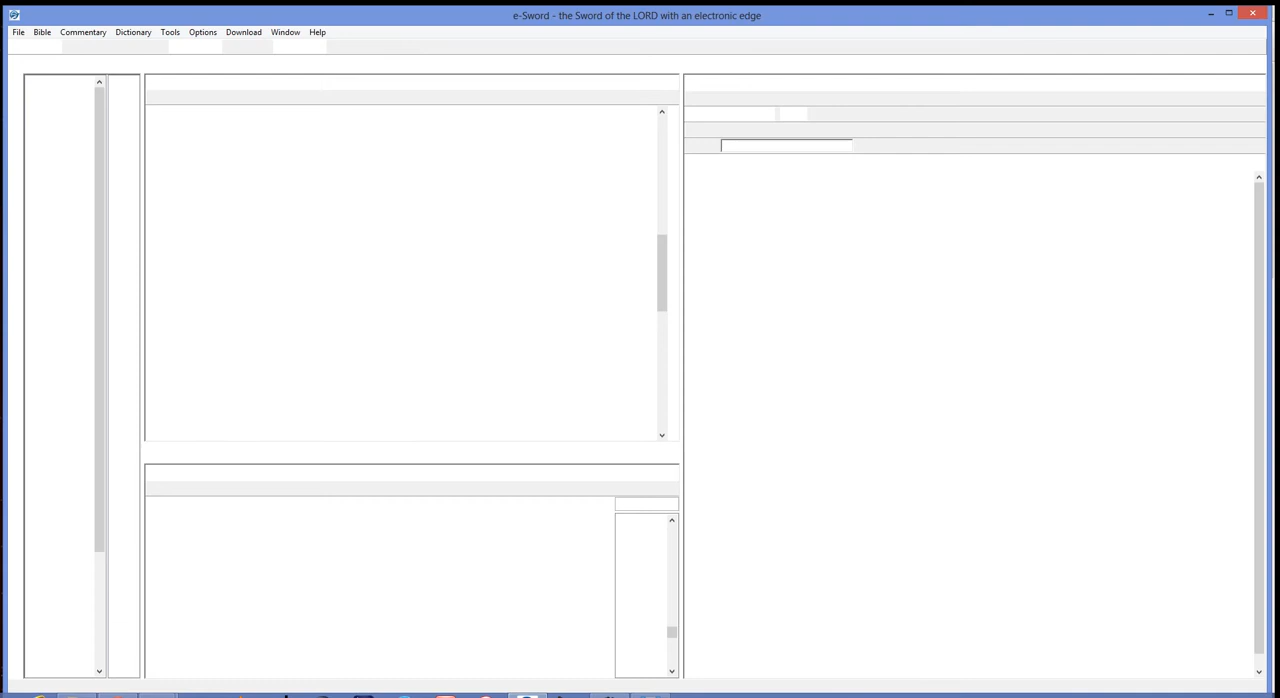 e-Sword - the Sword of the LORD with an electronic edge
File Bible Commentary Dictionary Tools Options Download Window Help